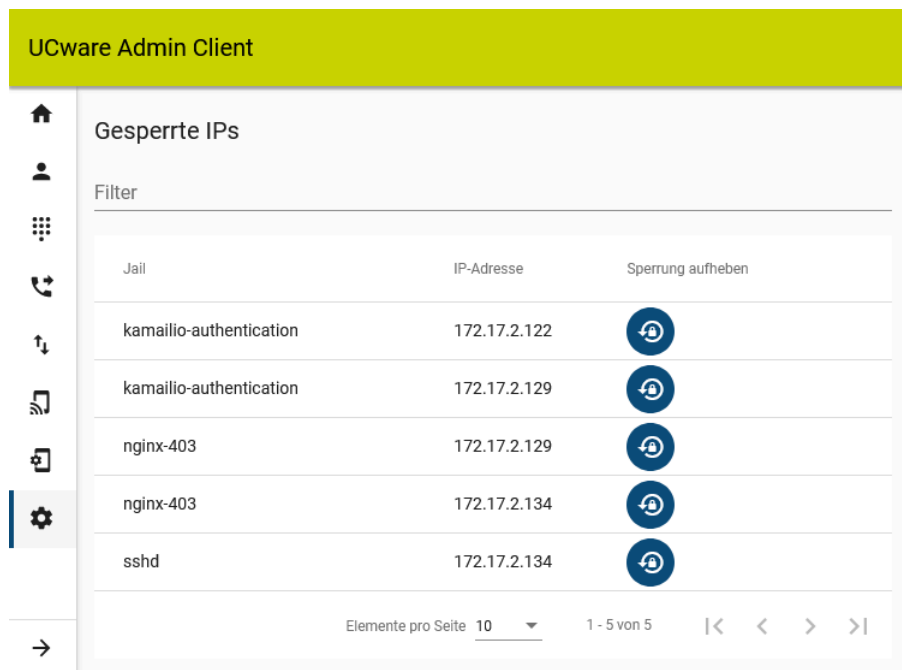 UCware Admin Client
Gesperrte IPs
Filter
Jail IP-Adresse Sperrung aufheben
kamailio-authentication 172.17.2.122
kamailio-authentication 172.17.2.129
nginx-403 172.17.2.129
nginx-403 172.17.2.134
sshd 172.17.2.134
Elemente pro Seite 10 1 - 5 von 5